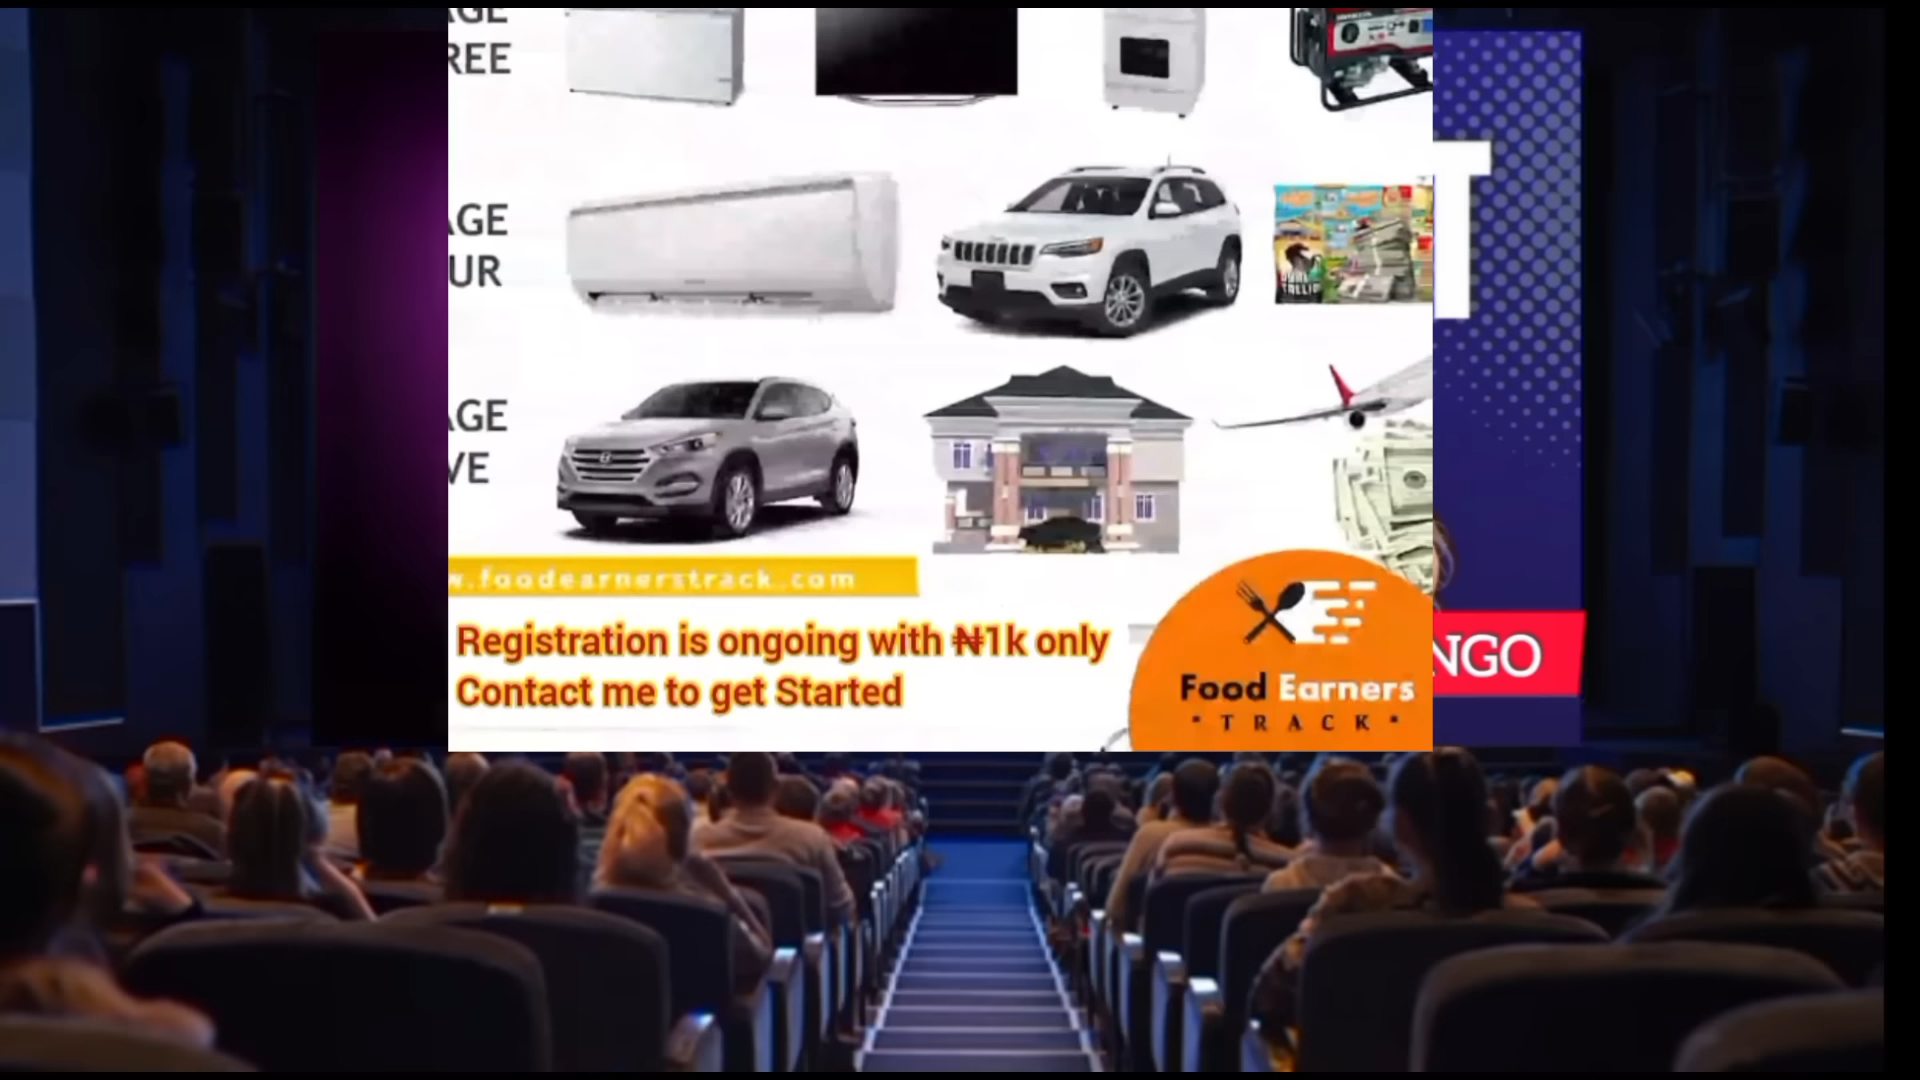 AGE
REE
T
AGE
UR
AGE
VE
w.foodearnerstrack.com
Registration is ongoing with ₦1k only
Contact me to get Started
NGO
Food Earners
• TRACK •